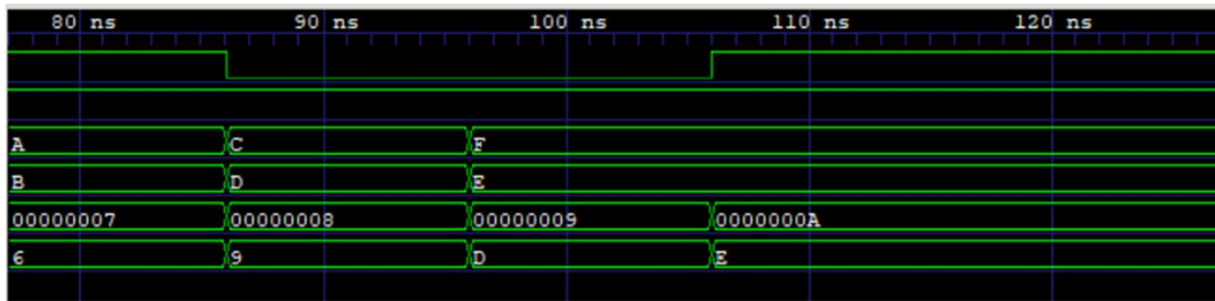 80 ns 90 ns 100 ns 110 ns 120 ns
A C F
B D E
00000007 00000008 00000009 0000000A
6 9 D E